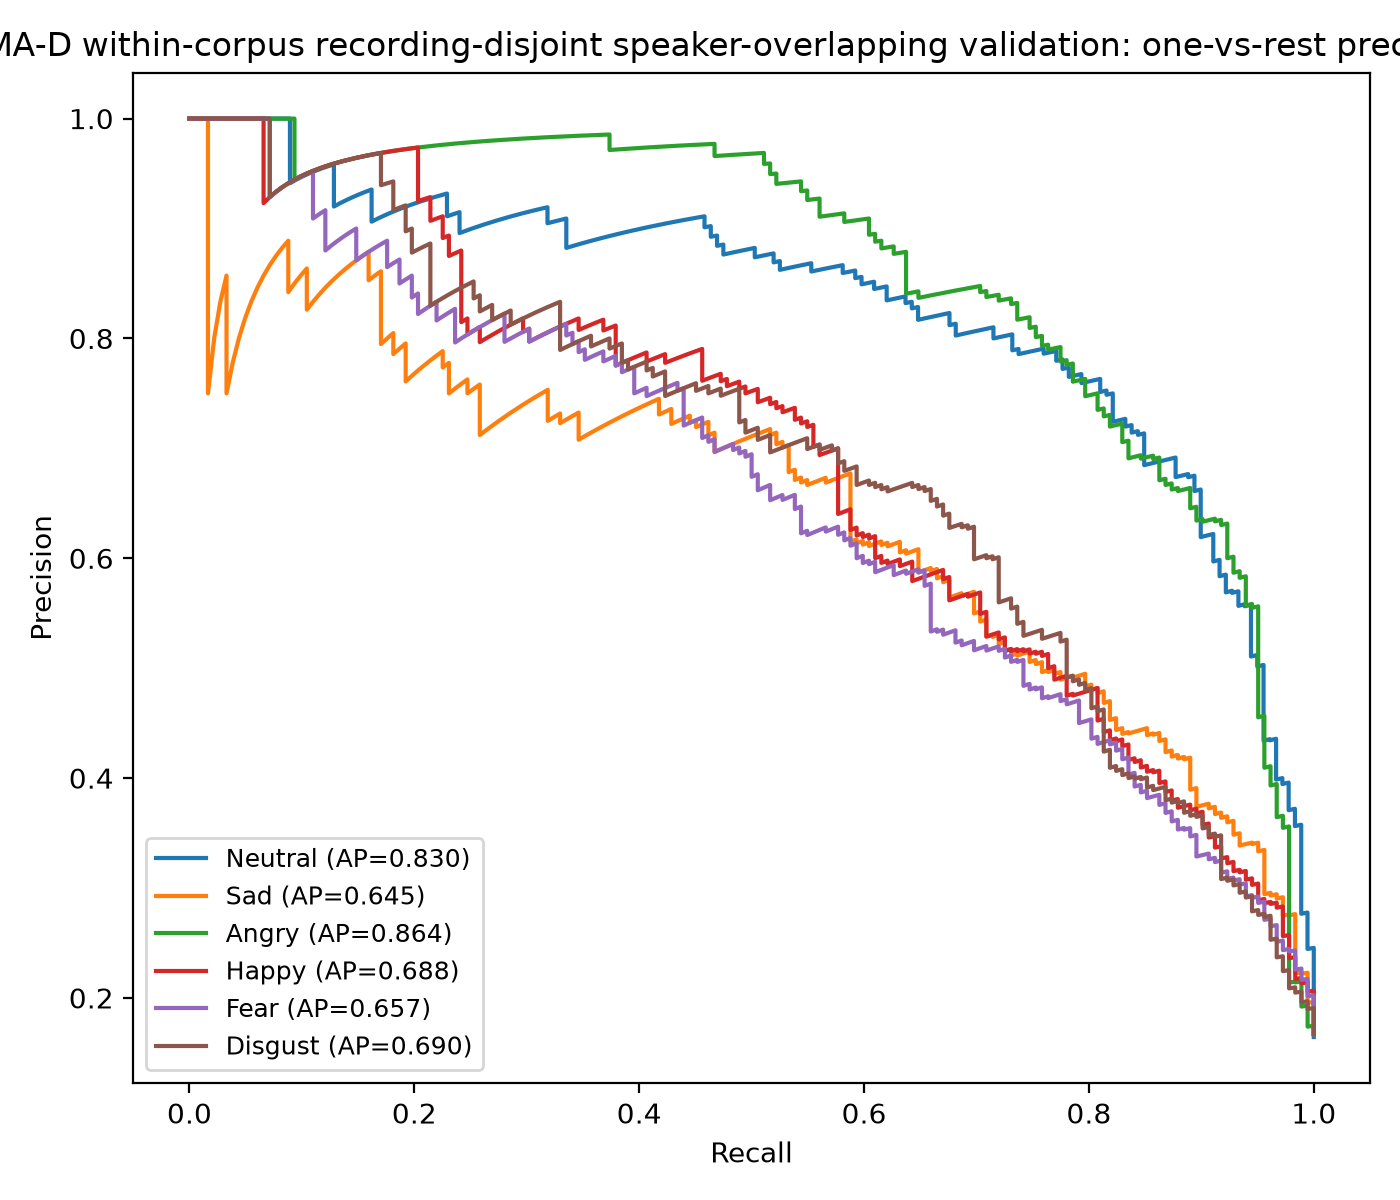 MA-D within-corpus recording-disjoint speaker-overlapping validation: one-vs-rest prec
1.0
0.8
0.6
0.4
0.2
Precision
Neutral (AP=0.830)
Sad (AP=0.645)
Angry (AP=0.864)
Happy (AP=0.688)
Fear (AP=0.657)
Disgust (AP=0.690)
0.0 0.2 0.4 0.6 0.8 1.0
Recall